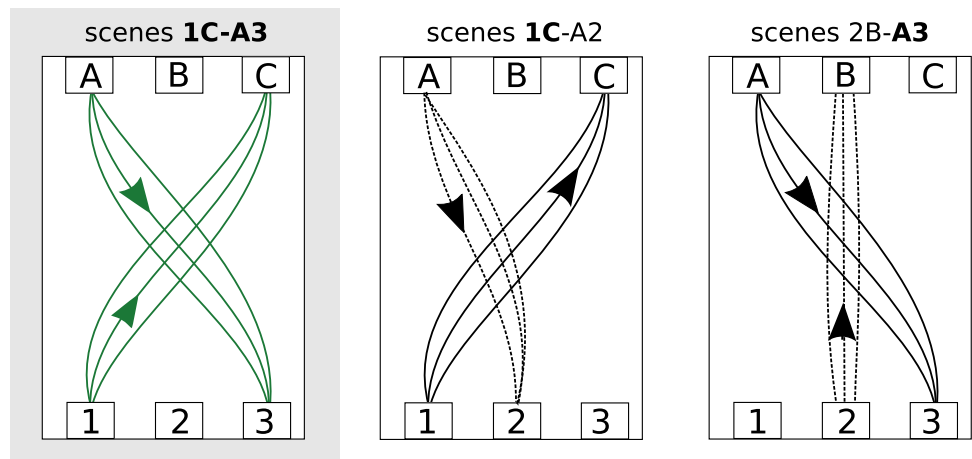 scenes 1C-A3
A B C
1 2 3
scenes 1C-A2
A B C
1 2 3
scenes 2B-A3
A B C
1 2 3